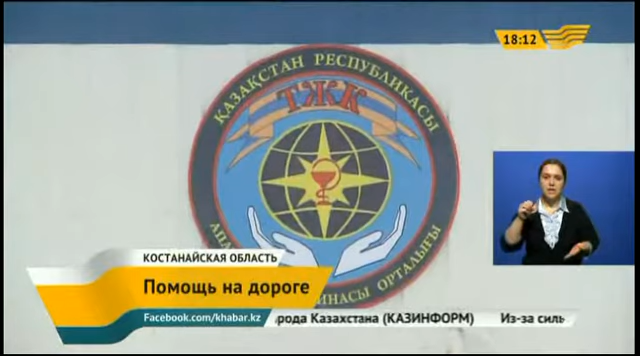 18:12
ҚАЗАҚСТАН РЕСПУБЛИКАСЫ
ТЖК
ОРТАЛЫҒЫ
КОСТАНАЙСКАЯ ОБЛАСТЬ
Помощь на дороге
Facebook.com/khabar.kz
рода Казахстана (КАЗИНФОРМ) Из-за силь